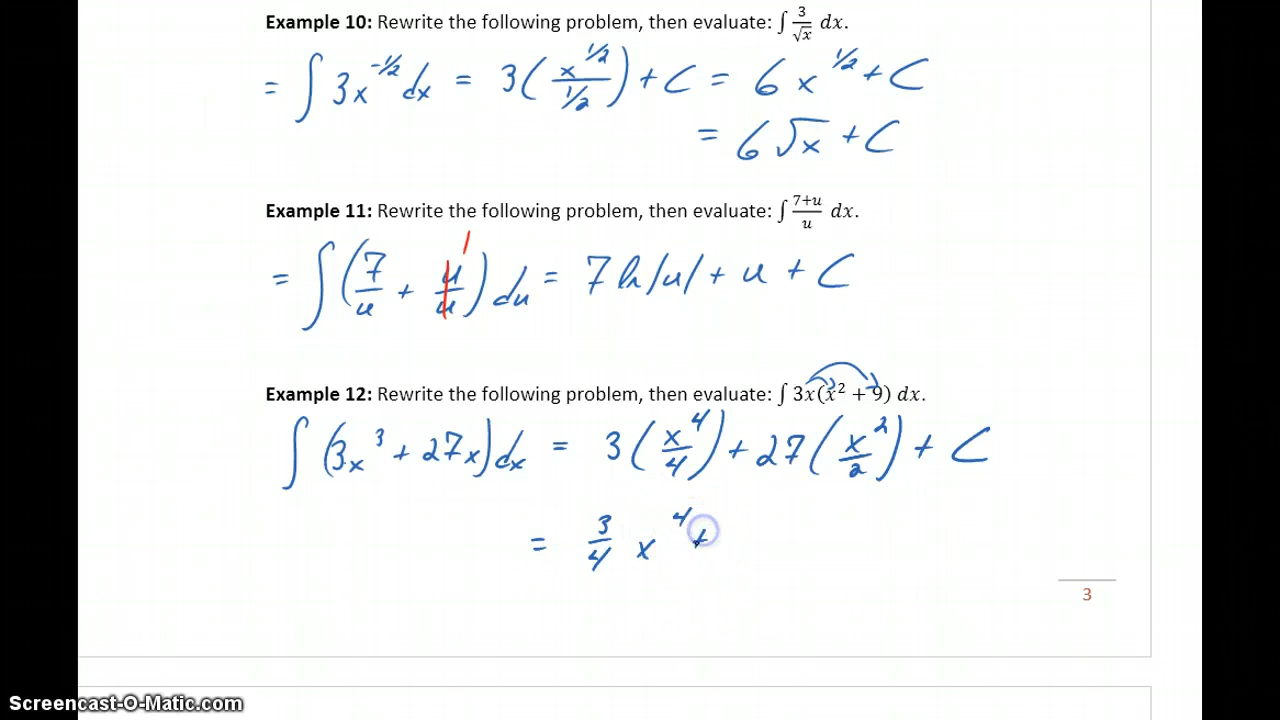 Example 10: Rewrite the following problem, then evaluate: ∫ 3/√x dx.
= ∫ 3x^(-1/2) dx = 3(x^(1/2)/(1/2)) + C = 6x^(1/2) + C
= 6√x + C
Example 11: Rewrite the following problem, then evaluate: ∫ (7+u)/u dx.
= ∫ (7/u + u/u) du = 7 ln|u| + u + C
1
Example 12: Rewrite the following problem, then evaluate: ∫ 3x(x² + 9) dx.
∫ (3x³ + 27x) dx = 3(x⁴/4) + 27(x²/2) + C
= 3/4 x⁴ +
3
Screencast-O-Matic.com